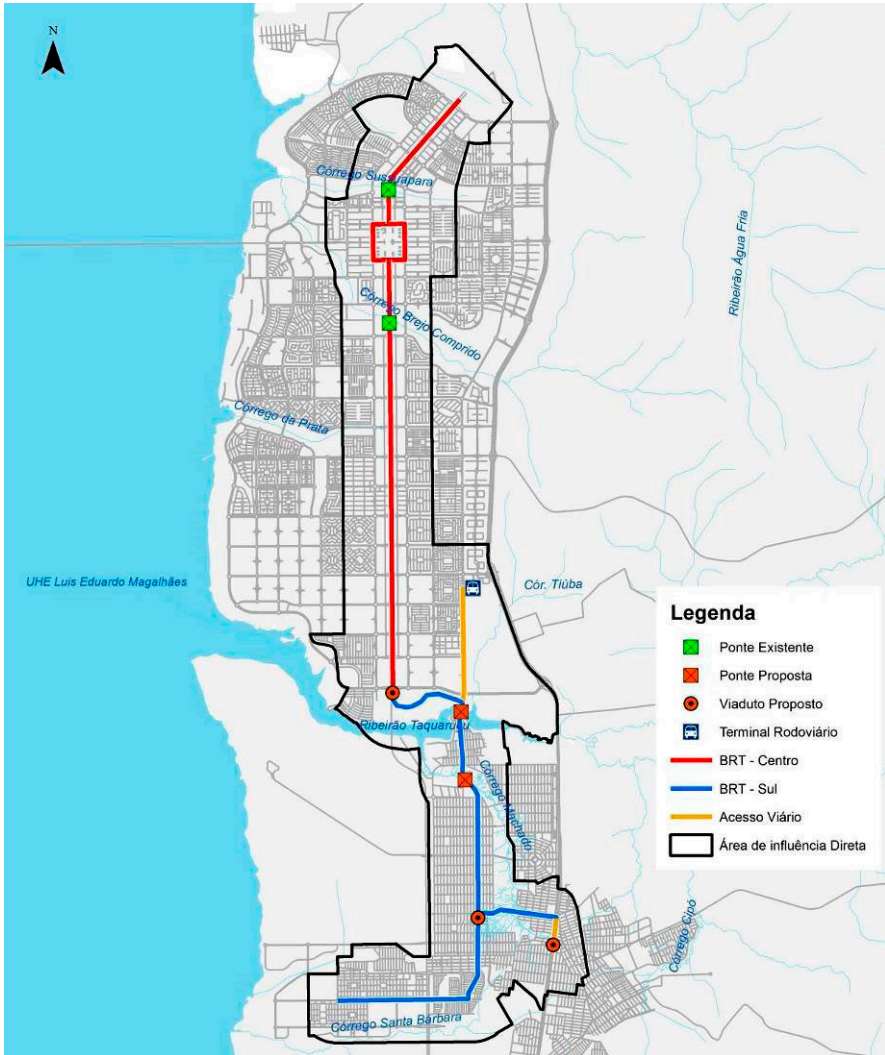 N
Córrego Sussuapara
Ribeirão Água Fria
Córrego Brejo Comprido
Córrego da Prata
UHE Luis Eduardo Magalhães
Cór. Tiúba
Ribeirão Taquaruçu
Córrego Machado
Córrego Cipó
Córrego Santa Bárbara
Legenda
Ponte Existente
Ponte Proposta
Viaduto Proposto
Terminal Rodoviário
BRT - Centro
BRT - Sul
Acesso Viário
Área de influência Direta